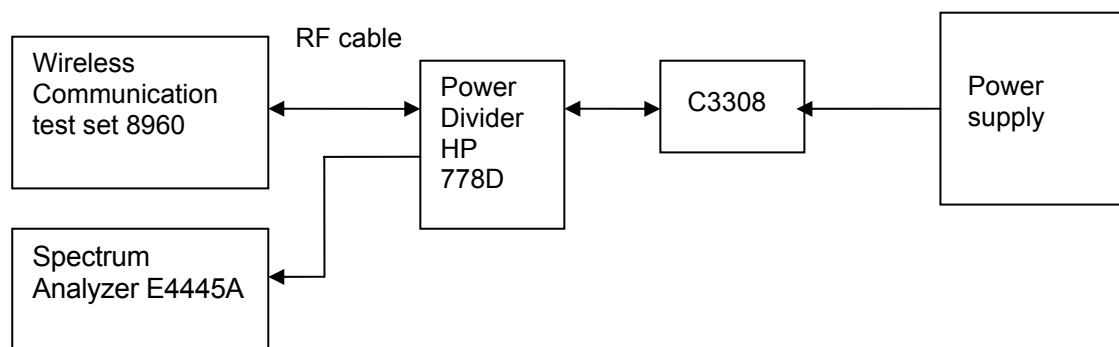 RF cable
Wireless
Communication
test set 8960
Power
Divider
HP
778D
C3308
Power
supply
Spectrum
Analyzer E4445A